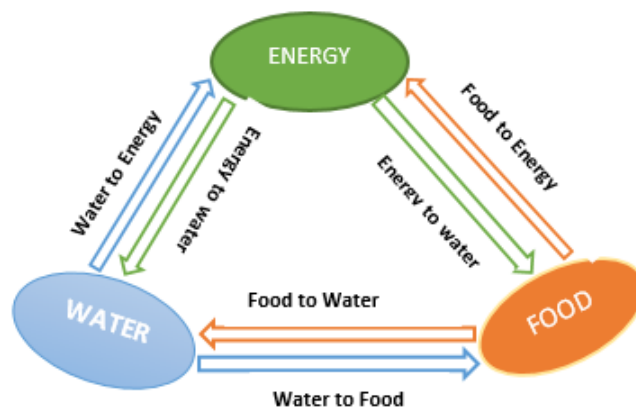 ENERGY
Water to Energy
Energy to water
Energy to water
Food to Energy
WATER
Food to Water
FOOD
Water to Food